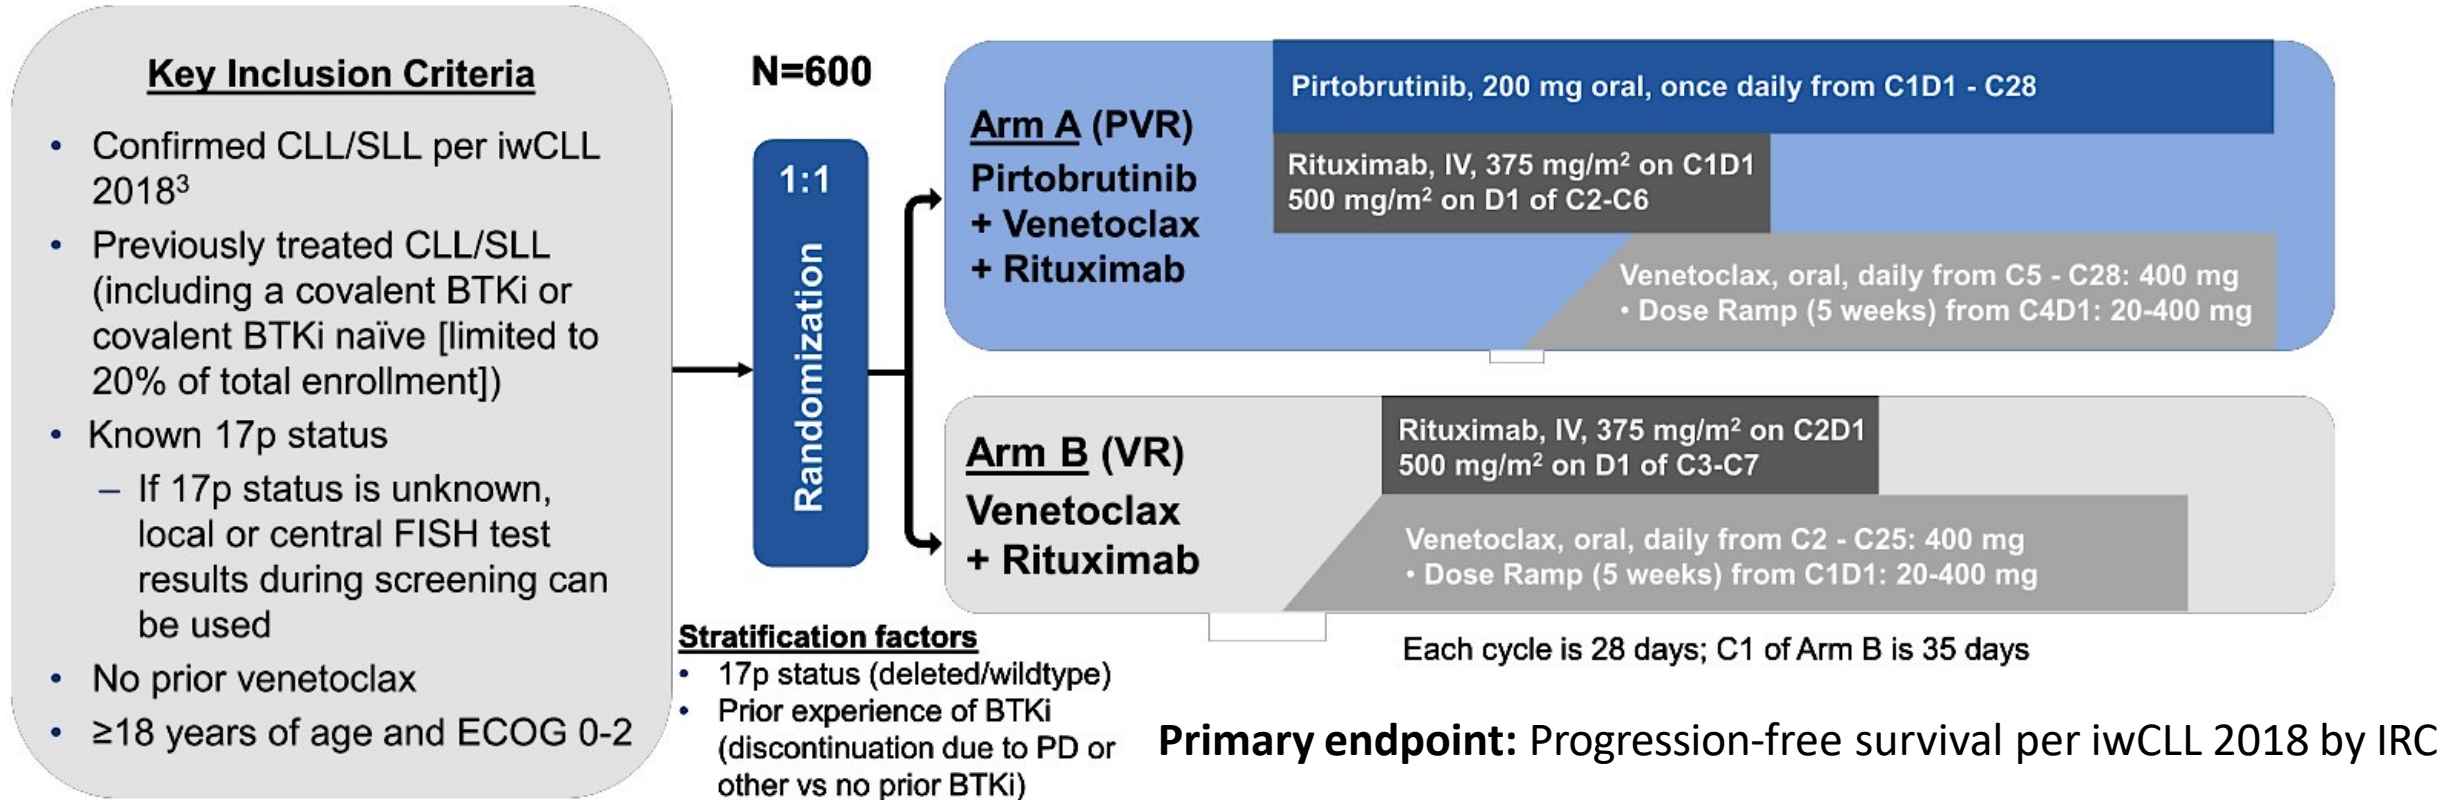 Key Inclusion Criteria
• Confirmed CLL/SLL per iwCLL
2018³
• Previously treated CLL/SLL
(including a covalent BTKi or
covalent BTKi naïve [limited to
20% of total enrollment])
• Known 17p status
– If 17p status is unknown,
local or central FISH test
results during screening can
be used
• No prior venetoclax
• ≥18 years of age and ECOG 0-2
N=600
1:1
Randomization
Stratification factors
• 17p status (deleted/wildtype)
• Prior experience of BTKi
(discontinuation due to PD or
other vs no prior BTKi)
Arm A (PVR)
Pirtobrutinib
+ Venetoclax
+ Rituximab
Pirtobrutinib, 200 mg oral, once daily from C1D1 - C28
Rituximab, IV, 375 mg/m² on C1D1
500 mg/m² on D1 of C2-C6
Venetoclax, oral, daily from C5 - C28: 400 mg
• Dose Ramp (5 weeks) from C4D1: 20-400 mg
Arm B (VR)
Venetoclax
+ Rituximab
Rituximab, IV, 375 mg/m² on C2D1
500 mg/m² on D1 of C3-C7
Venetoclax, oral, daily from C2 - C25: 400 mg
• Dose Ramp (5 weeks) from C1D1: 20-400 mg
Each cycle is 28 days; C1 of Arm B is 35 days
Primary endpoint: Progression-free survival per iwCLL 2018 by IRC